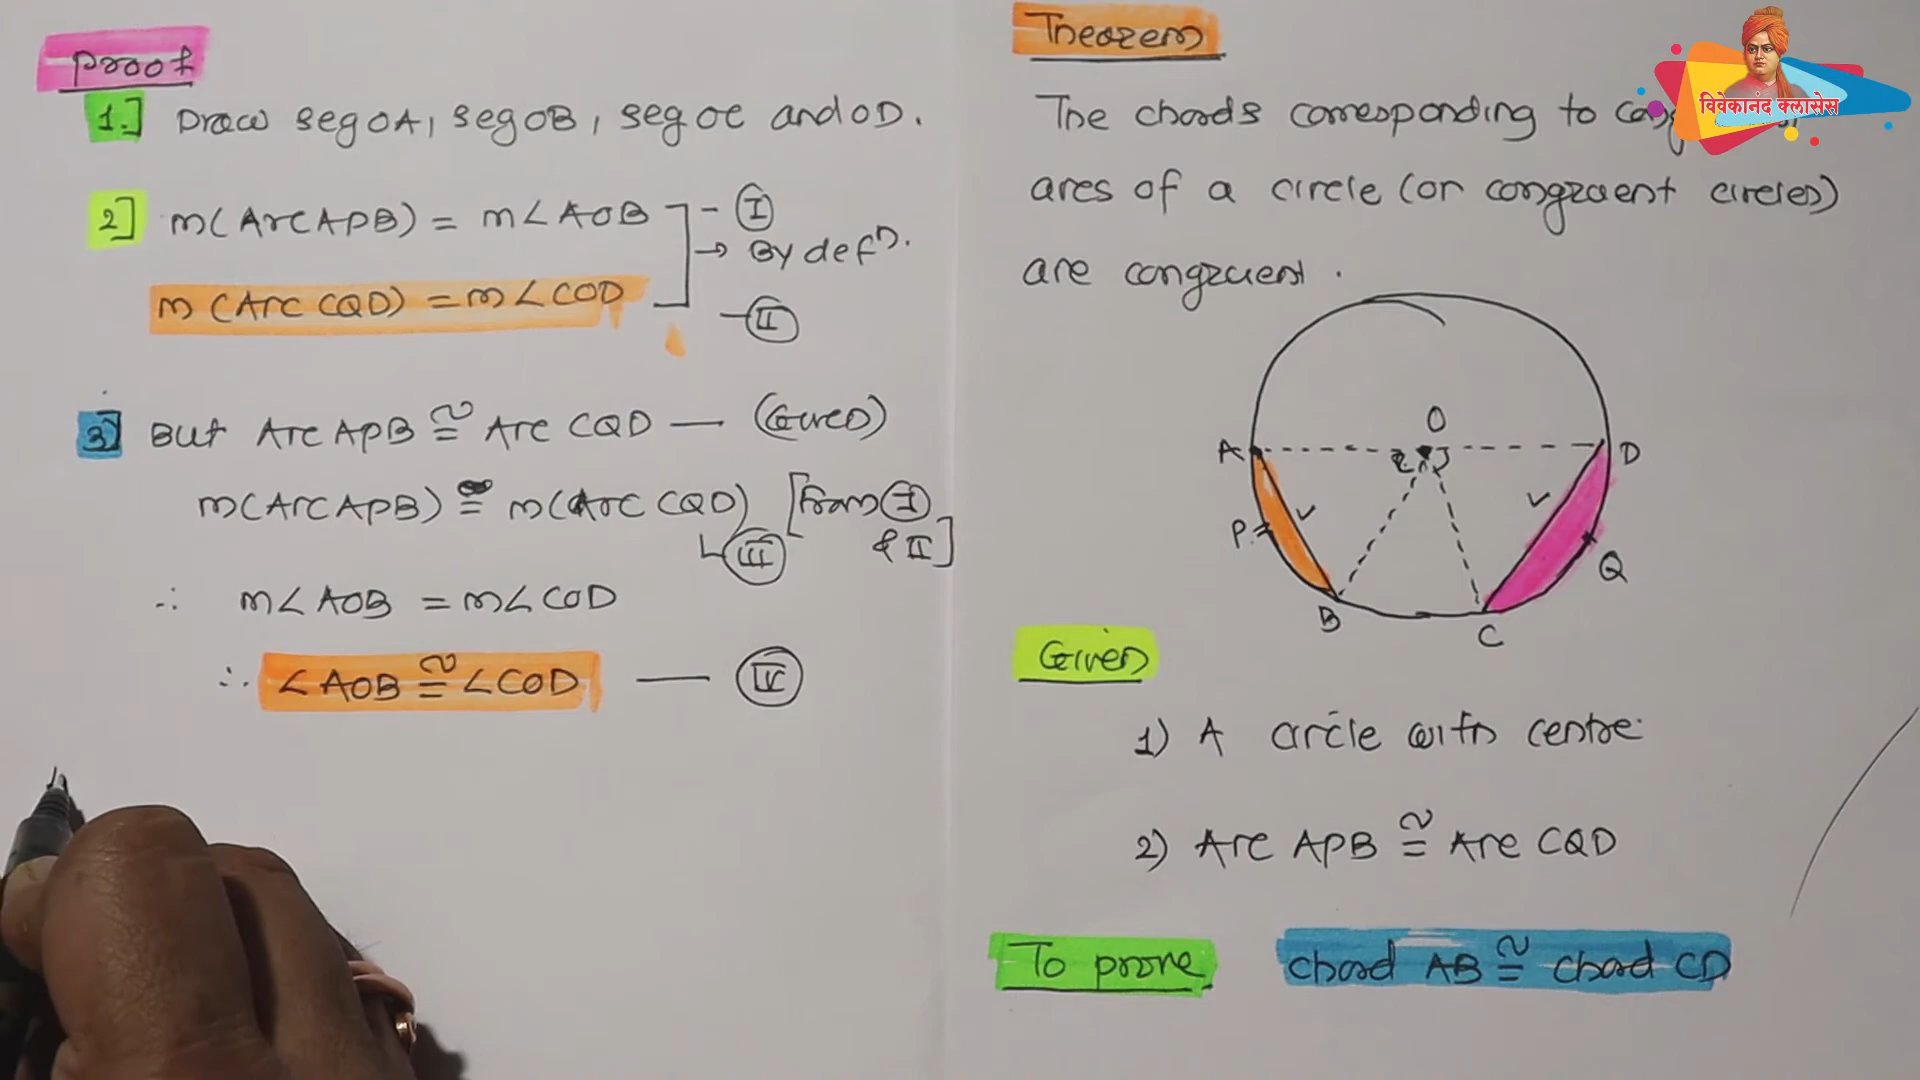 Proof
1.] Draw seg OA, seg OB, seg OC and OD.
2] m(Arc APB) = m∠AOB - Ⓘ
→ By defn.
m(Arc CQD) = m∠COD - Ⓘ Ⓘ
3] But Arc APB ≅ Arc CQD — (Given)
m(Arc APB) = m(Arc CQD) [From Ⓘ
III & II]
∴ m∠AOB = m∠COD
∴ ∠AOB ≅ ∠COD — IV
Theorem
The chords corresponding to
arcs of a circle (or congruent circles)
are congruent.
O
A D
P Q
B C
Given
1) A circle with centre
2) Arc APB ≅ Arc CQD
To prove chord AB ≅ chord CD
विवेकानंद क्लासेस